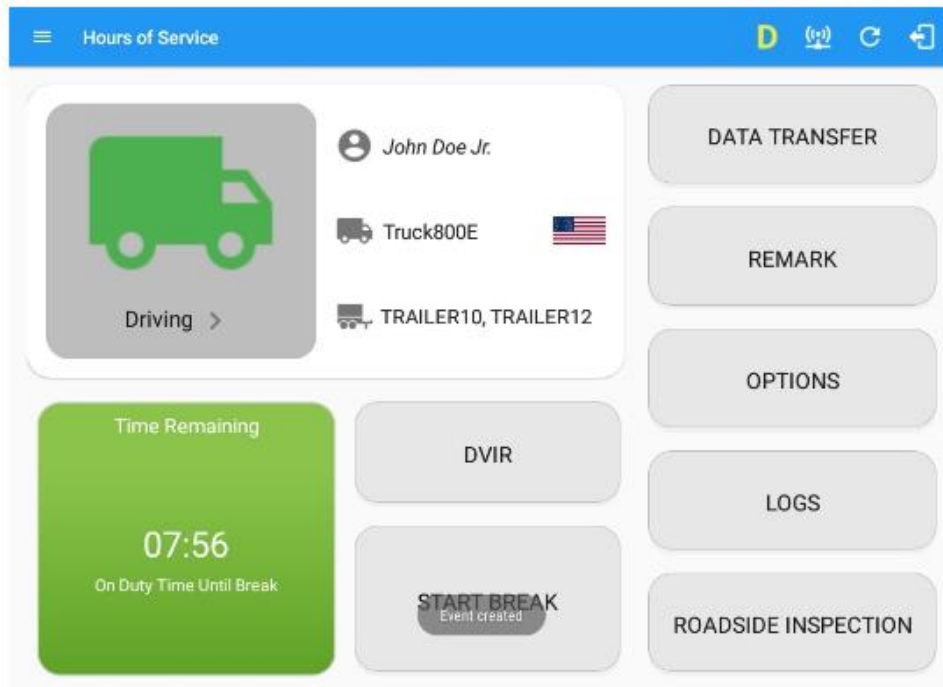 Hours of Service
D
John Doe Jr.
Truck800E
TRAILER10, TRAILER12
Driving >
DATA TRANSFER
REMARK
OPTIONS
LOGS
ROADSIDE INSPECTION
Time Remaining
07:56
On Duty Time Until Break
DVIR
START BREAK
Event created